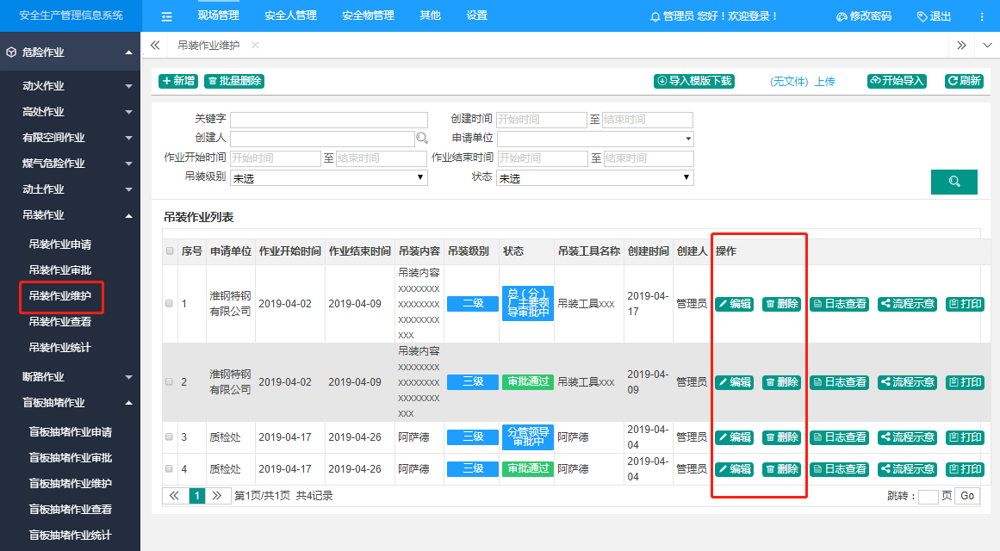 安全生产管理信息系统 现场管理 安全人管理 安全物管理 其他 设置 管理员 您好！欢迎登录！ 修改密码 退出
危险作业
吊装作业维护
动火作业
高处作业
有限空间作业
煤气危险作业
动土作业
吊装作业
吊装作业申请
吊装作业审批
吊装作业维护
吊装作业查看
吊装作业统计
断路作业
盲板抽堵作业
盲板抽堵作业申请
盲板抽堵作业审批
盲板抽堵作业维护
盲板抽堵作业查看
盲板抽堵作业统计
新增 批量删除 导入模版下载 (无文件) 上传 开始导入 刷新
关键字 创建时间 开始时间 至 结束时间
创建人 申请单位
作业开始时间 开始时间 至 结束时间 作业结束时间 开始时间 至 结束时间
吊装级别 未选 状态 未选
吊装作业列表
序号 申请单位 作业开始时间 作业结束时间 吊装内容 吊装级别 状态 吊装工具名称 创建时间 创建人 操作
1 淮钢特钢有限公司 2019-04-02 2019-04-09 吊装内容xxxxxxxxxxxxxxxxxxxxxxxxxxx 二级 总（分）厂主要领导审批中 吊装工具xxx 2019-04-17 管理员 编辑 删除 日志查看 流程示意 打印
2 淮钢特钢有限公司 2019-04-02 2019-04-09 吊装内容xxxxxxxxxxxxxxxxxxxxxxxxxxx 三级 审批通过 吊装工具xxx 2019-04-09 管理员 编辑 删除 日志查看 流程示意 打印
3 质检处 2019-04-17 2019-04-26 阿萨德 三级 分管领导审批中 阿萨德 2019-04-04 管理员 编辑 删除 日志查看 流程示意 打印
4 质检处 2019-04-17 2019-04-26 阿萨德 三级 审批通过 阿萨德 2019-04-04 管理员 编辑 删除 日志查看 流程示意 打印
1 第1页/共1页 共4记录 跳转： 页 Go